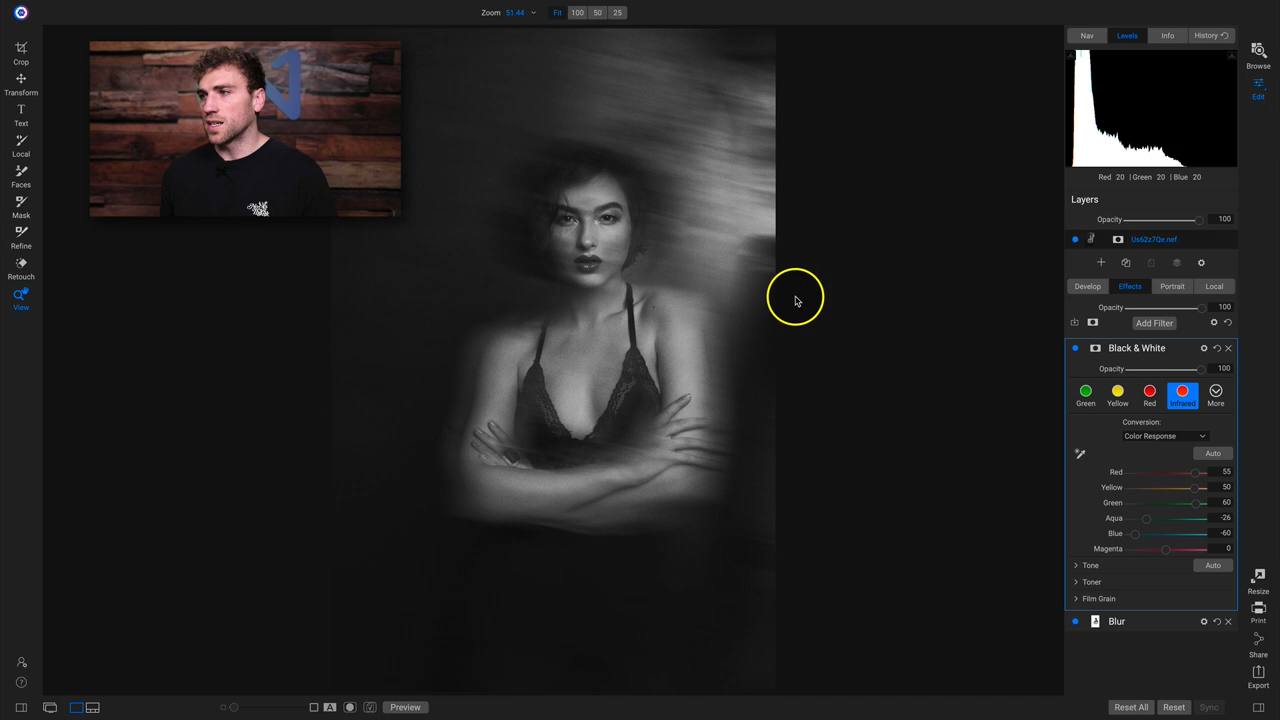 Zoom 51.44 Fit 100 50 25
Crop
Transform
Text
Local
Faces
Mask
Refine
Retouch
View
Nav Levels Info History
Red 20 | Green 20 | Blue 20
Layers
Opacity 100
Us62z7Qe.nef
Develop Effects Portrait Local
Opacity 100
Add Filter
Black & White
Opacity 100
Green Yellow Red Infrared More
Conversion:
Color Response
Auto
Red 55
Yellow 50
Green 60
Aqua -26
Blue -60
Magenta 0
Tone Auto
Toner
Film Grain
Blur
Browse
Edit
Resize
Print
Share
Export
A Preview
Reset All Reset Sync